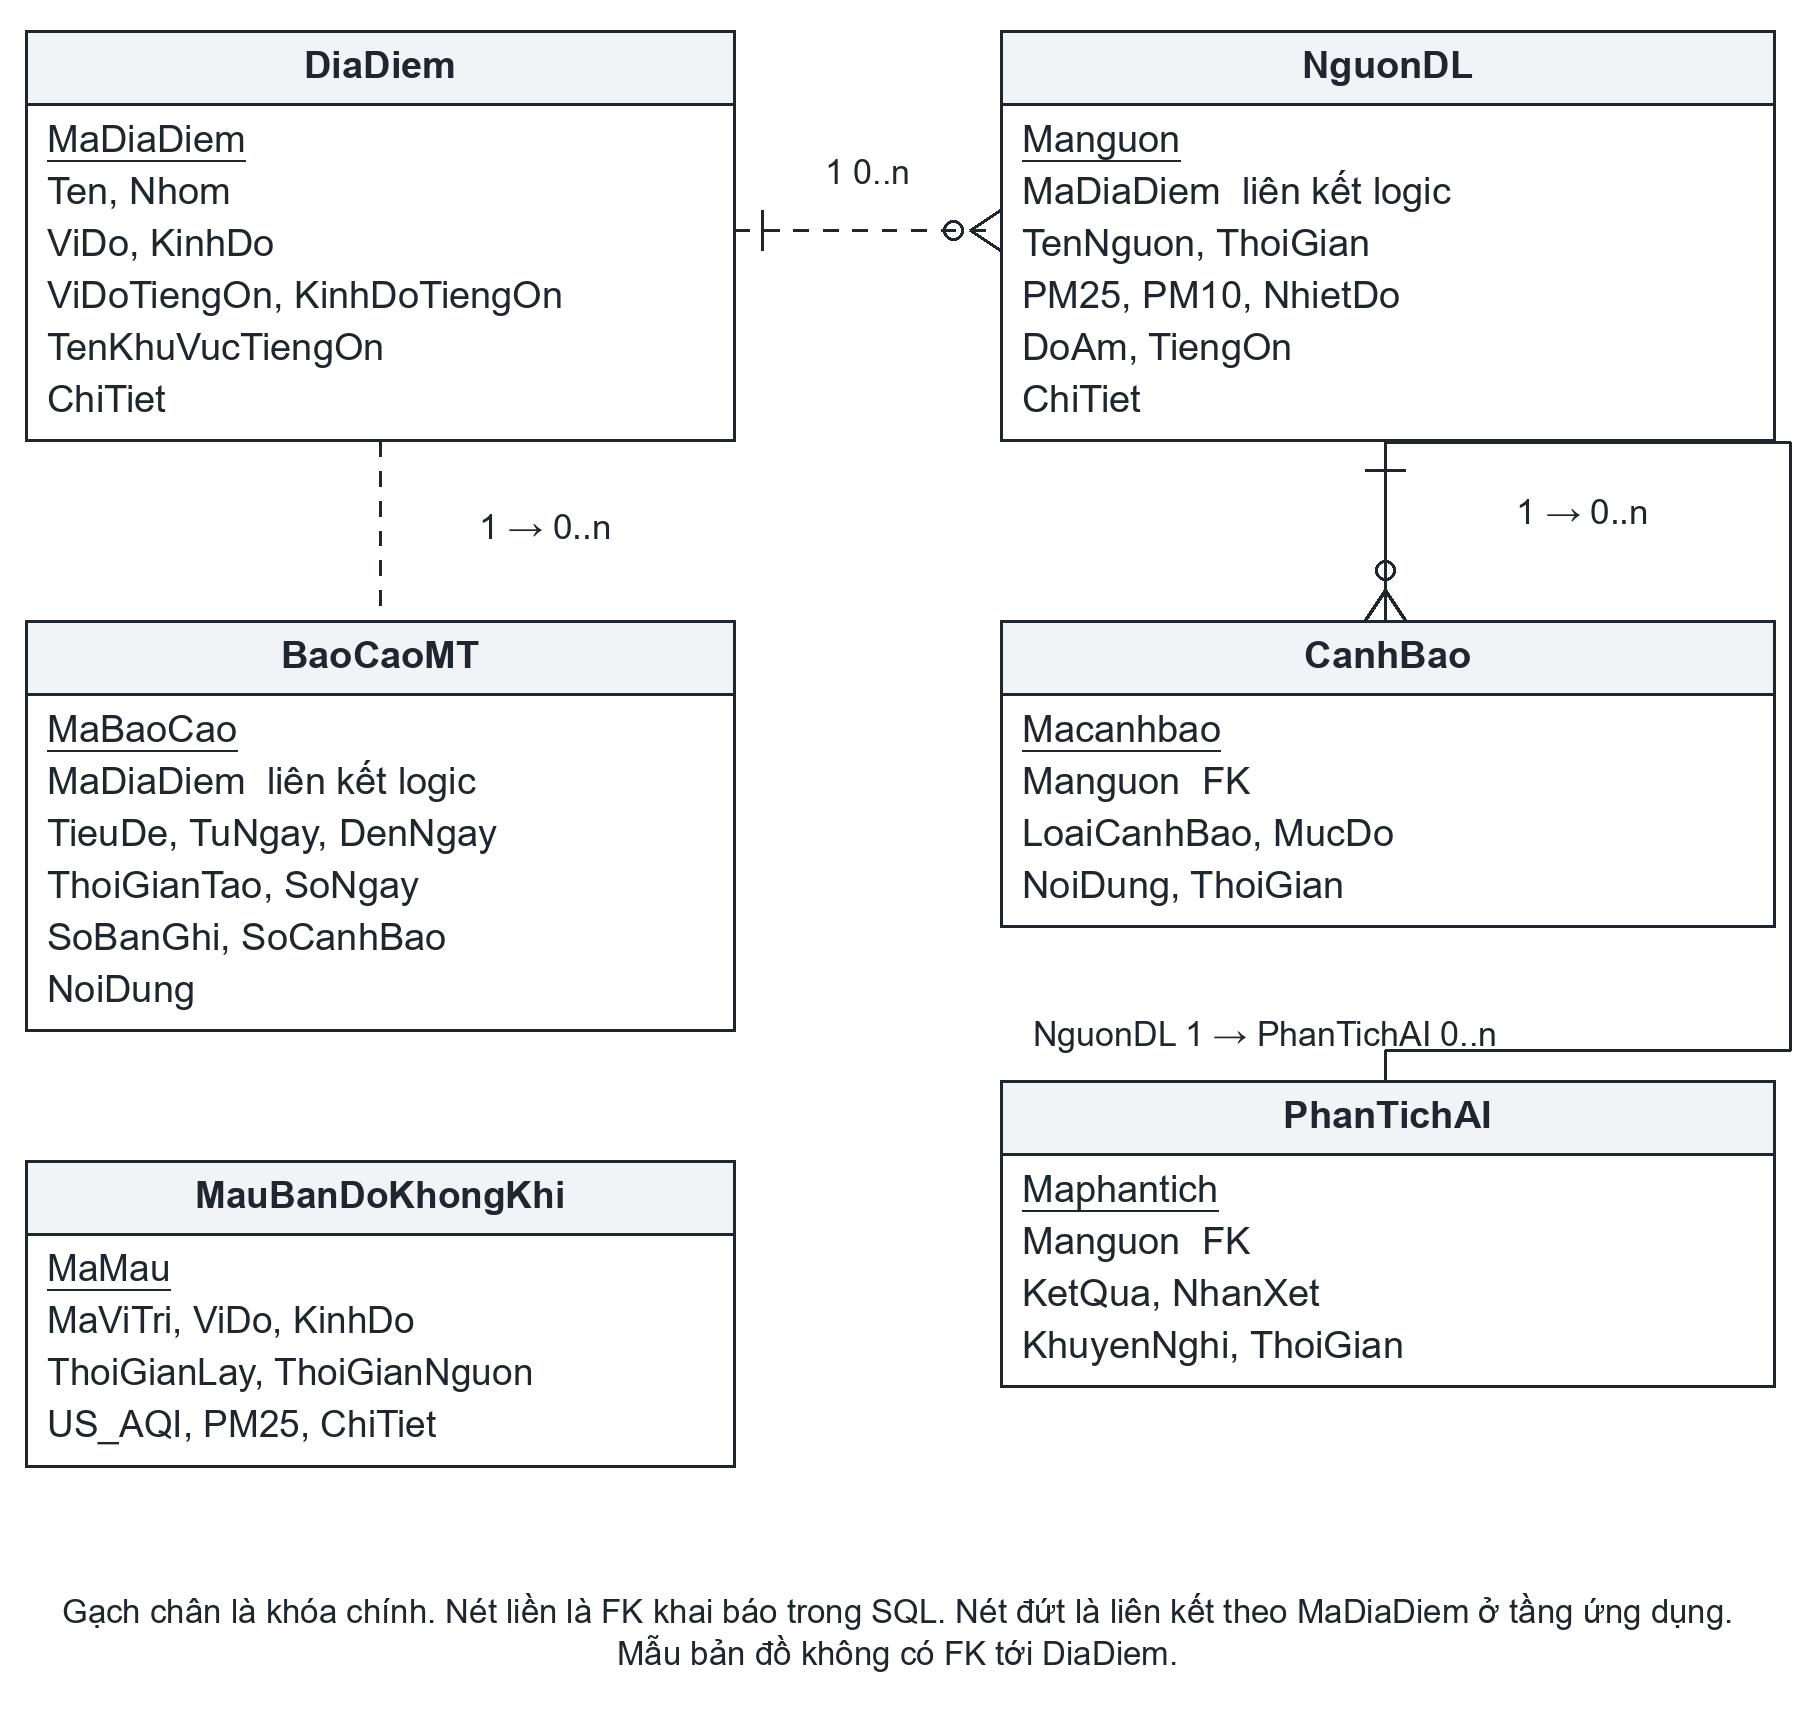 DiaDiem
MaDiaDiem
Ten, Nhom
ViDo, KinhDo
ViDoTiengOn, KinhDoTiengOn
TenKhuVucTiengOn
ChiTiet
1 0..n
NguonDL
Manguon
MaDiaDiem liên kết logic
TenNguon, ThoiGian
PM25, PM10, NhietDo
DoAm, TiengOn
ChiTiet
1 → 0..n
1 → 0..n
BaoCaoMT
MaBaoCao
MaDiaDiem liên kết logic
TieuDe, TuNgay, DenNgay
ThoiGianTao, SoNgay
SoBanGhi, SoCanhBao
NoiDung
CanhBao
Macanhbao
Manguon FK
LoaiCanhBao, MucDo
NoiDung, ThoiGian
NguonDL 1 → PhanTichAI 0..n
PhanTichAI
Maphantich
Manguon FK
KetQua, NhanXet
KhuyenNghi, ThoiGian
MauBanDoKhongKhi
MaMau
MaViTri, ViDo, KinhDo
ThoiGianLay, ThoiGianNguon
US_AQI, PM25, ChiTiet
Gạch chân là khóa chính. Nét liền là FK khai báo trong SQL. Nét đứt là liên kết theo MaDiaDiem ở tầng ứng dụng.
Mẫu bản đồ không có FK tới DiaDiem.